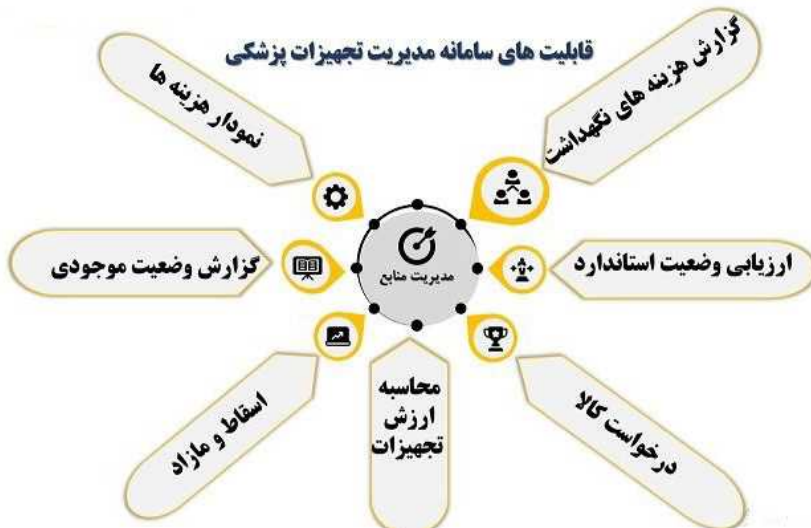 قابلیت های سامانه مدیریت تجهیزات پزشکی
گزارش هزینه های نگهداشت
نمودار هزینه ها
مدیریت منابع
ارزیابی وضعیت استاندارد
گزارش وضعیت موجودی
درخواست کالا
محاسبه
ارزش
تجهیزات
اسقاط و مازاد